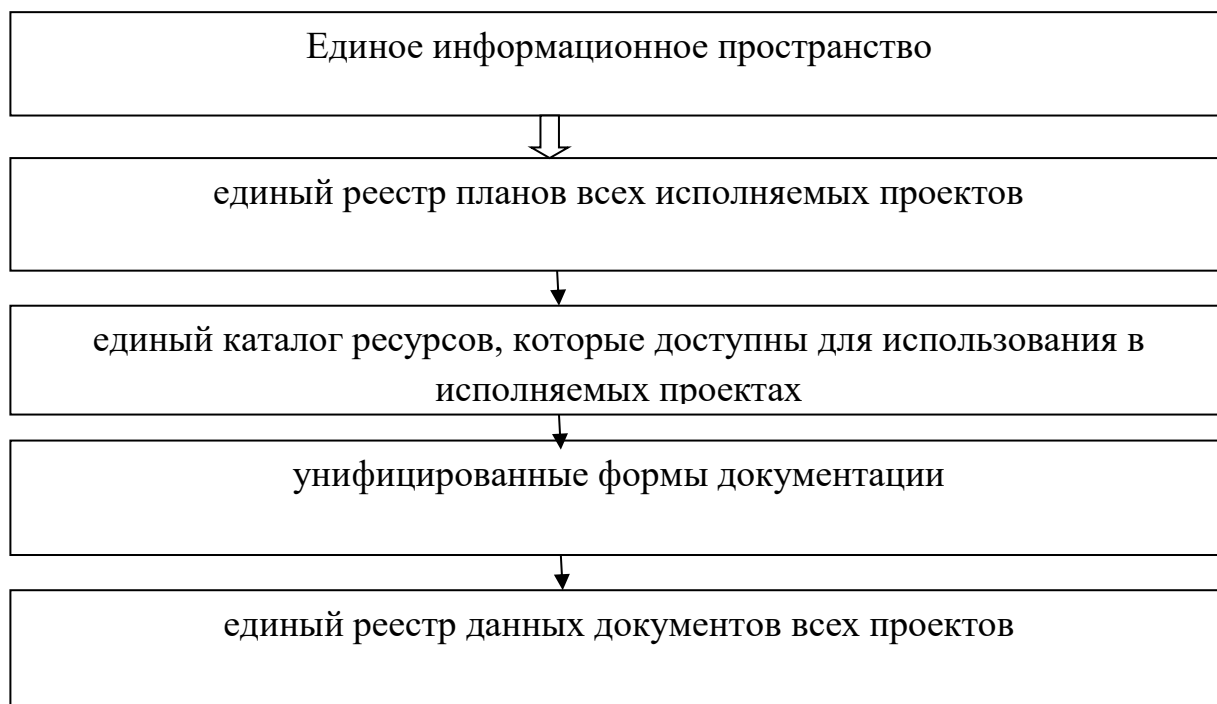 Единое информационное пространство
единый реестр планов всех исполняемых проектов
единый каталог ресурсов, которые доступны для использования в
исполняемых проектах
унифицированные формы документации
единый реестр данных документов всех проектов